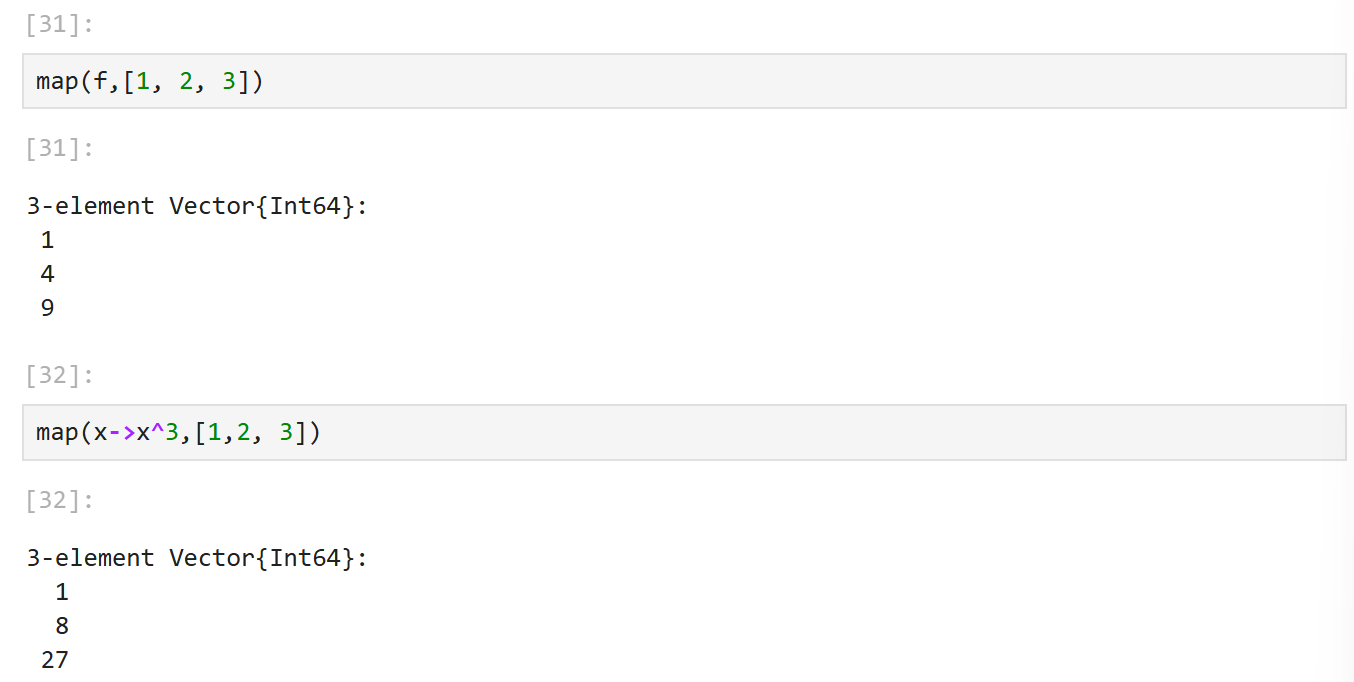 [31]:
map(f,[1, 2, 3])
[31]:
3-element Vector{Int64}:
1
4
9
[32]:
map(x->x^3,[1,2, 3])
[32]:
3-element Vector{Int64}:
1
8
27